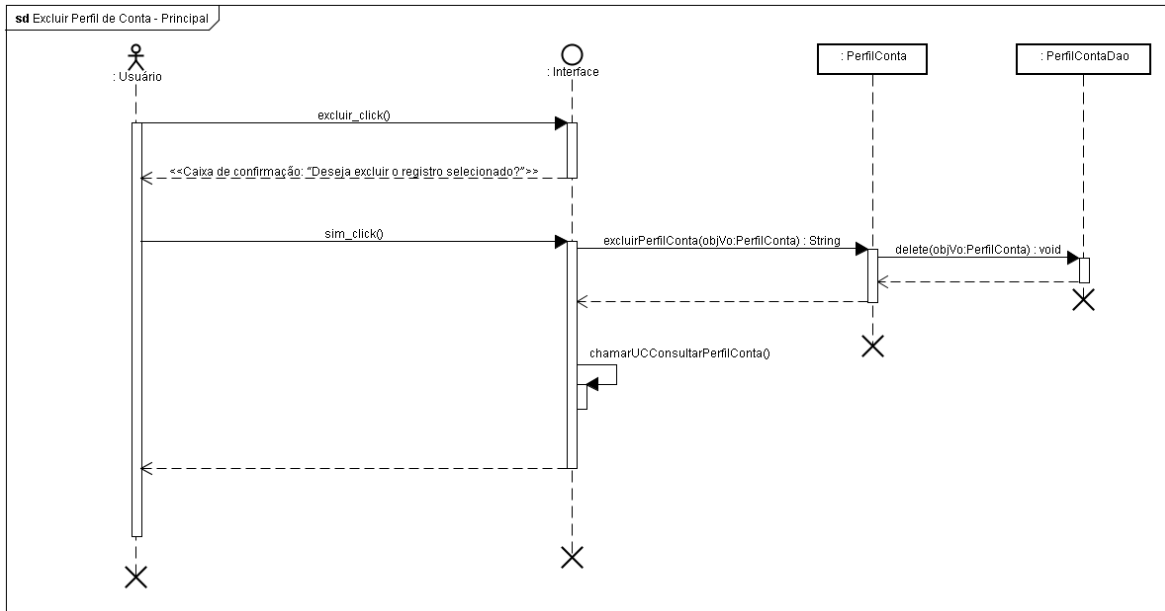 sd Excluir Perfil de Conta - Principal
: Usuário
: Interface
: PerfilConta
: PerfilContaDao
excluir_click()
<<Caixa de confirmação: "Deseja excluir o registro selecionado?">>
sim_click()
excluirPerfilConta(objVo:PerfilConta) : String
delete(objVo:PerfilConta) : void
chamarUCConsultarPerfilConta()